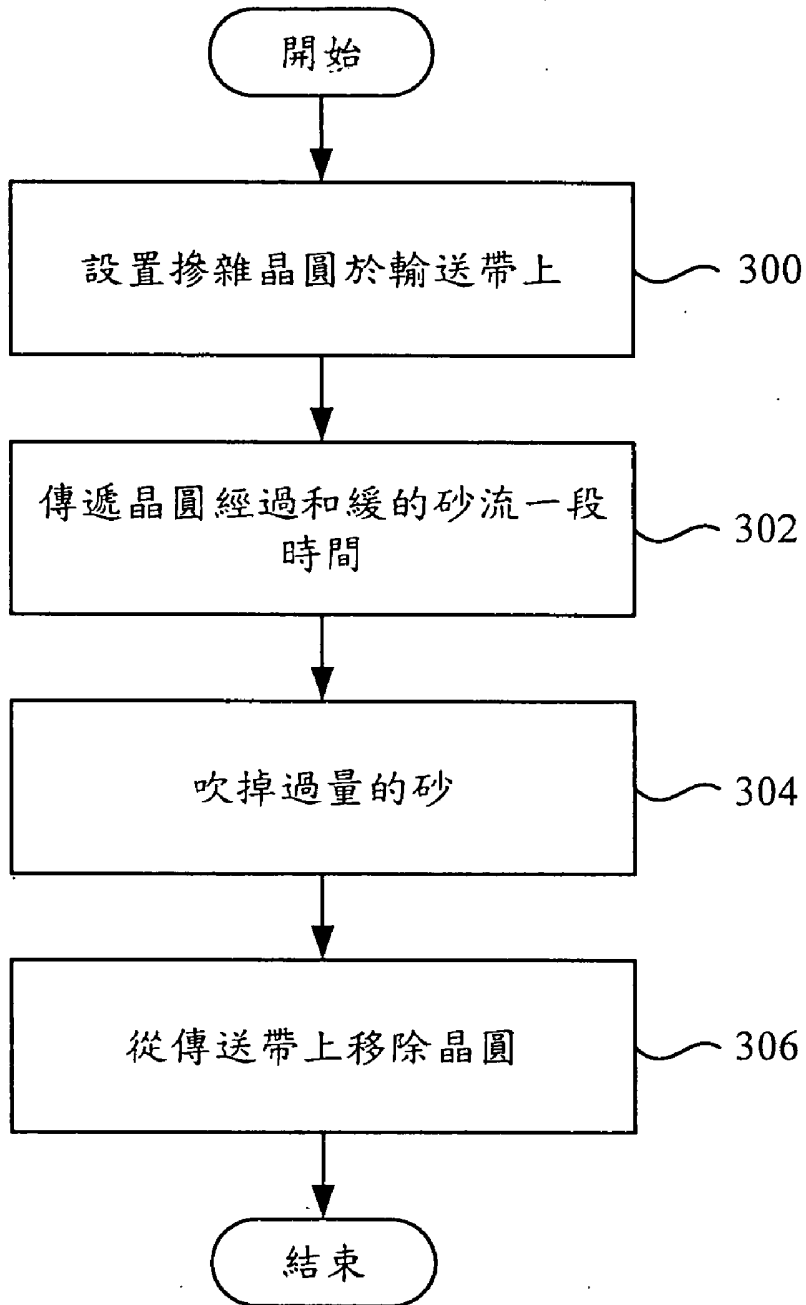 開始
設置摻雜晶圓於輸送帶上
300
傳遞晶圓經過和緩的砂流一段
時間
302
吹掉過量的砂
304
從傳送帶上移除晶圓
306
結束